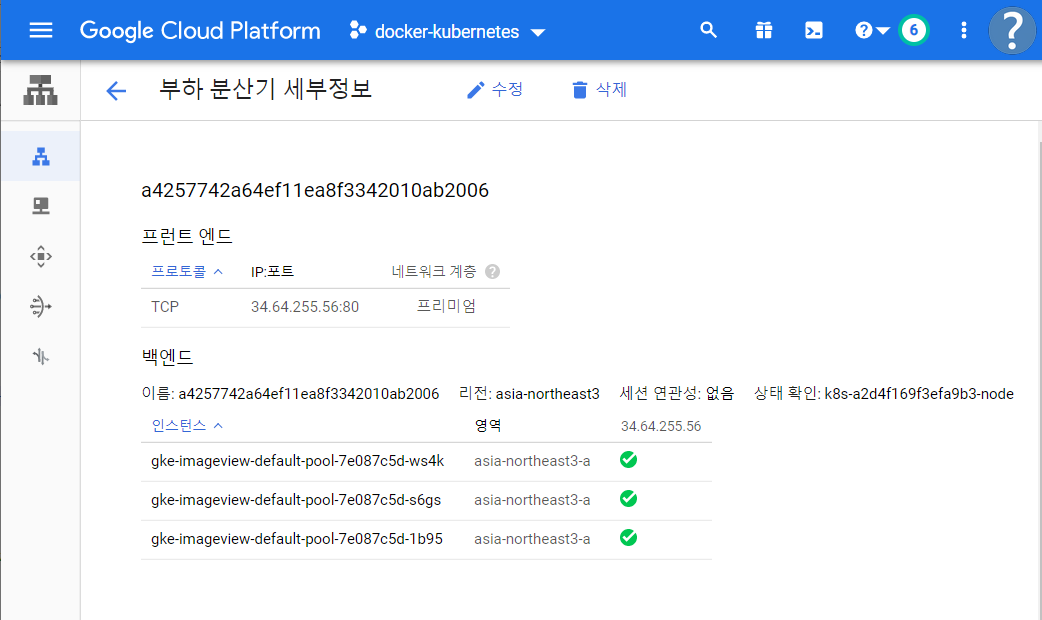 Google Cloud Platform docker-kubernetes 6 ?
부하 분산기 세부정보 수정 삭제
a4257742a64ef11ea8f3342010ab2006
프런트 엔드
프로토콜 IP:포트 네트워크 계층 ?
TCP 34.64.255.56:80 프리미엄
백엔드
이름: a4257742a64ef11ea8f3342010ab2006 리전: asia-northeast3 세션 연관성: 없음 상태 확인: k8s-a2d4f169f3efa9b3-node
인스턴스 영역 34.64.255.56
gke-imageview-default-pool-7e087c5d-ws4k asia-northeast3-a
gke-imageview-default-pool-7e087c5d-s6gs asia-northeast3-a
gke-imageview-default-pool-7e087c5d-1b95 asia-northeast3-a